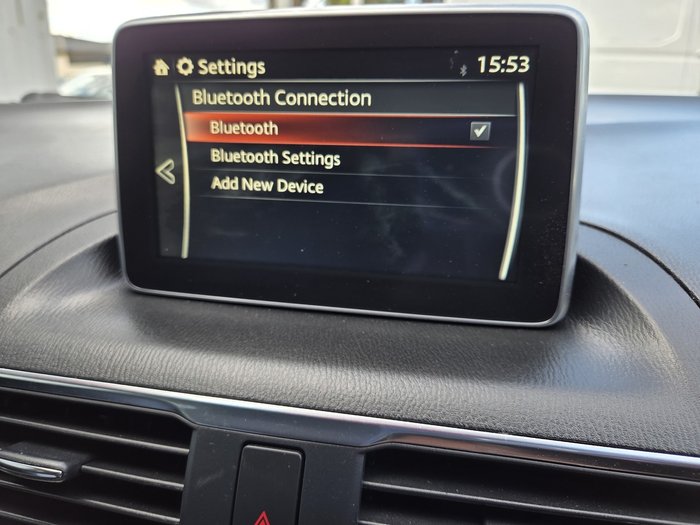 Settings 15:53
Bluetooth Connection
Bluetooth
Bluetooth Settings
Add New Device